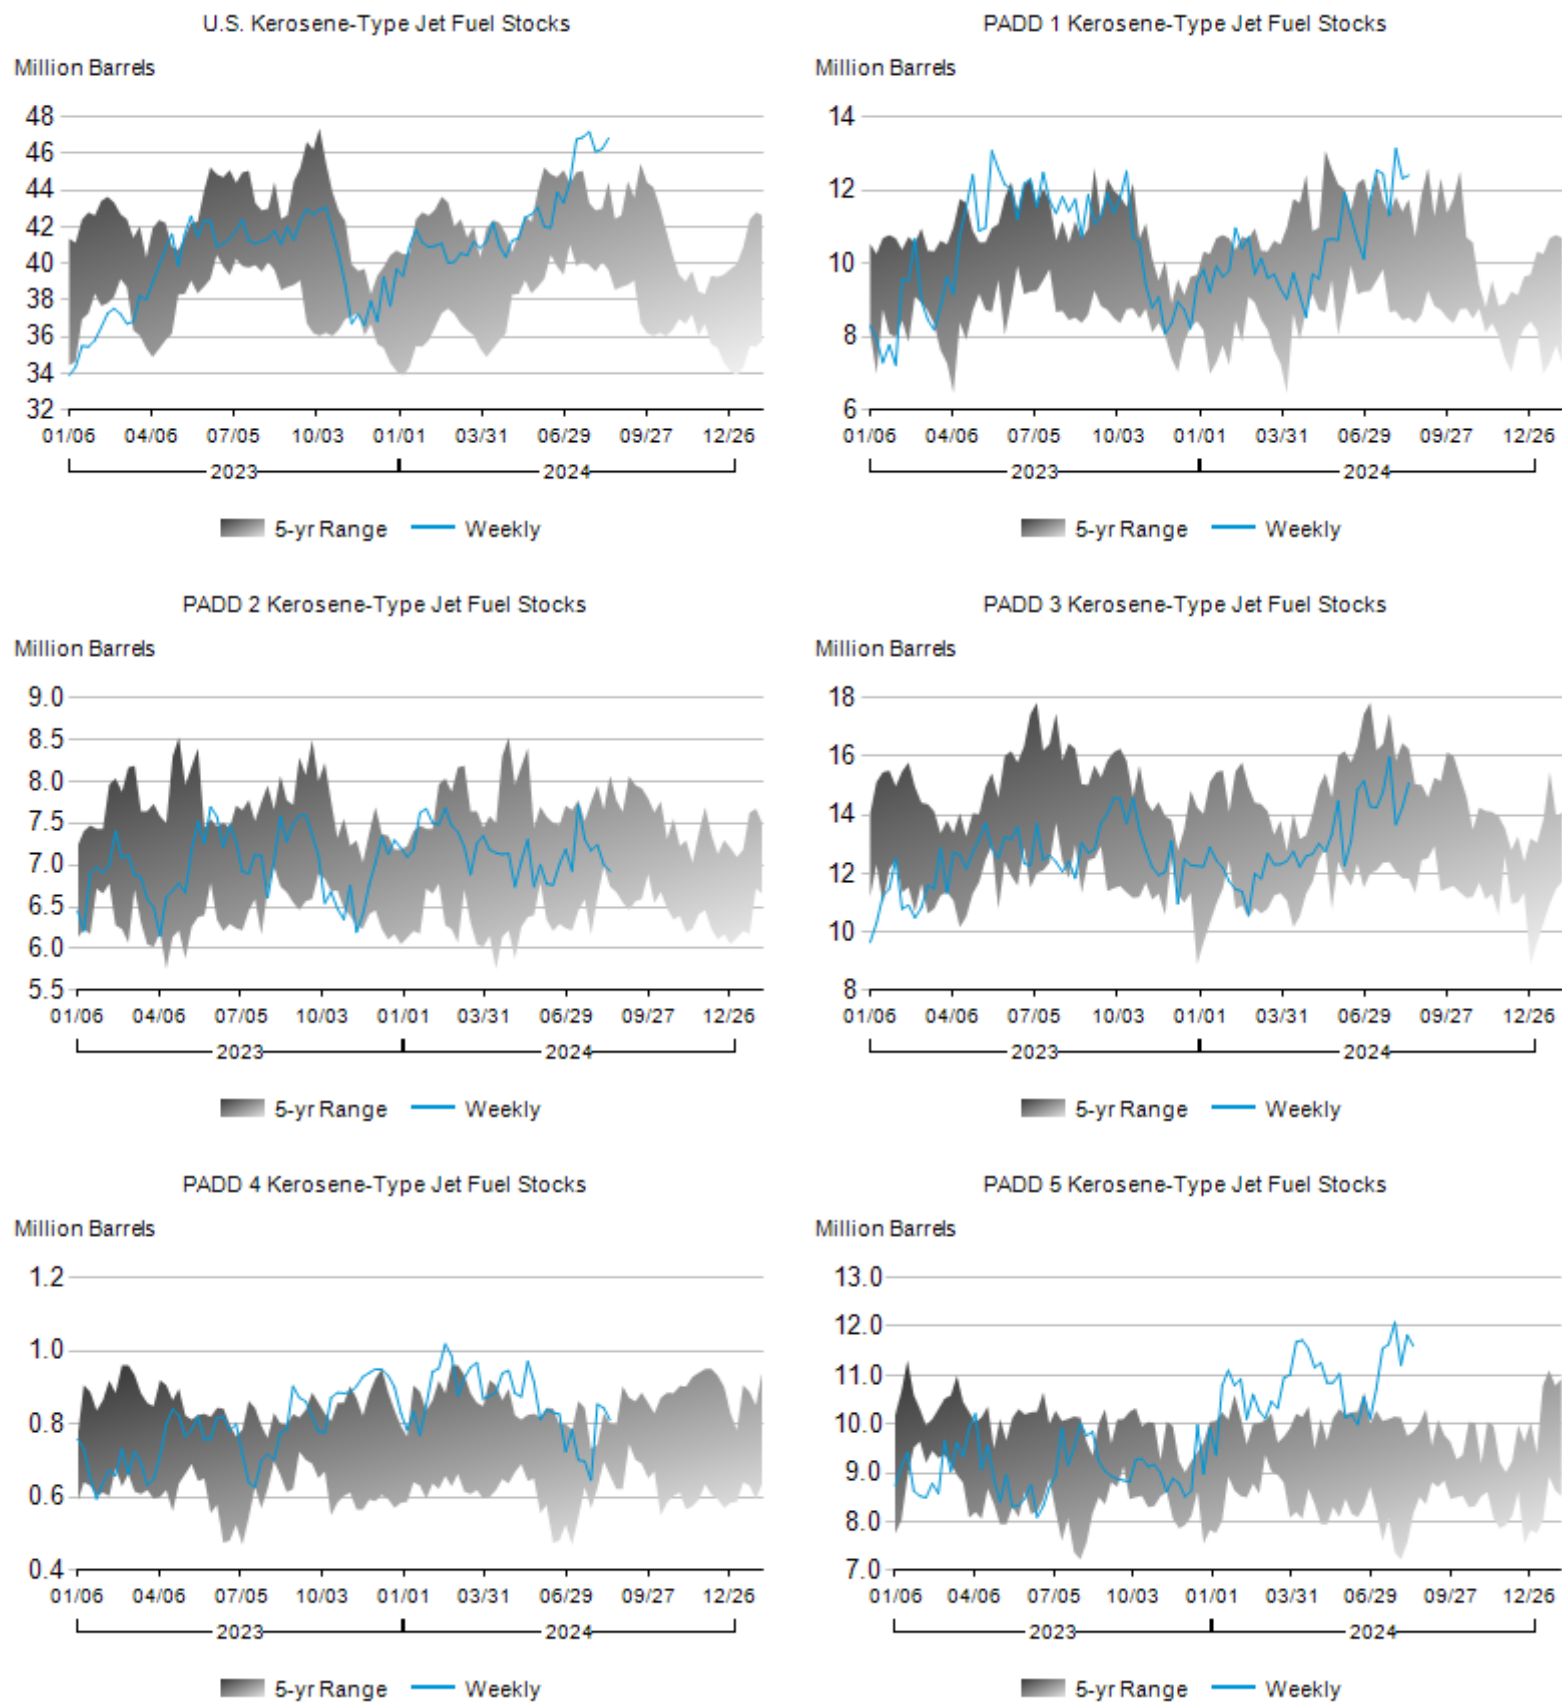 U.S. Kerosene-Type Jet Fuel Stocks
Million Barrels
48
46
44
42
40
38
36
34
32
01/06 04/06 07/05 10/03 01/01 03/31 06/29 09/27 12/26
2023 2024
5-yr Range Weekly
PADD 1 Kerosene-Type Jet Fuel Stocks
Million Barrels
14
12
10
8
6
01/06 04/06 07/05 10/03 01/01 03/31 06/29 09/27 12/26
2023 2024
5-yr Range Weekly
PADD 2 Kerosene-Type Jet Fuel Stocks
Million Barrels
9.0
8.5
8.0
7.5
7.0
6.5
6.0
5.5
01/06 04/06 07/05 10/03 01/01 03/31 06/29 09/27 12/26
2023 2024
5-yr Range Weekly
PADD 3 Kerosene-Type Jet Fuel Stocks
Million Barrels
18
16
14
12
10
8
01/06 04/06 07/05 10/03 01/01 03/31 06/29 09/27 12/26
2023 2024
5-yr Range Weekly
PADD 4 Kerosene-Type Jet Fuel Stocks
Million Barrels
1.2
1.0
0.8
0.6
0.4
01/06 04/06 07/05 10/03 01/01 03/31 06/29 09/27 12/26
2023 2024
5-yr Range Weekly
PADD 5 Kerosene-Type Jet Fuel Stocks
Million Barrels
13.0
12.0
11.0
10.0
9.0
8.0
7.0
01/06 04/06 07/05 10/03 01/01 03/31 06/29 09/27 12/26
2023 2024
5-yr Range Weekly